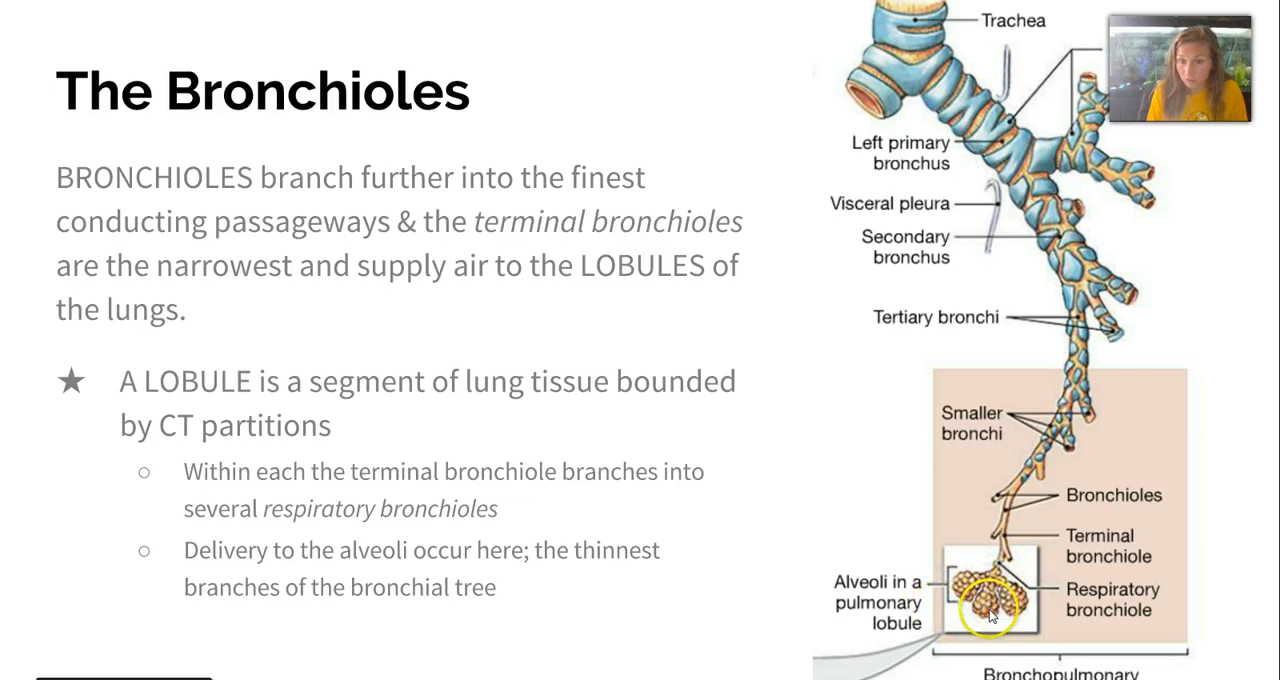 The Bronchioles
BRONCHIOLES branch further into the finest
conducting passageways & the terminal bronchioles
are the narrowest and supply air to the LOBULES of
the lungs.
★ A LOBULE is a segment of lung tissue bounded
by CT partitions
○ Within each the terminal bronchiole branches into
several respiratory bronchioles
○ Delivery to the alveoli occur here; the thinnest
branches of the bronchial tree
Trachea
Left primary
bronchus
Visceral pleura
Secondary
bronchus
Tertiary bronchi
Smaller
bronchi
Bronchioles
Terminal
bronchiole
Respiratory
bronchiole
Alveoli in a
pulmonary
lobule
Bronchopulmonary